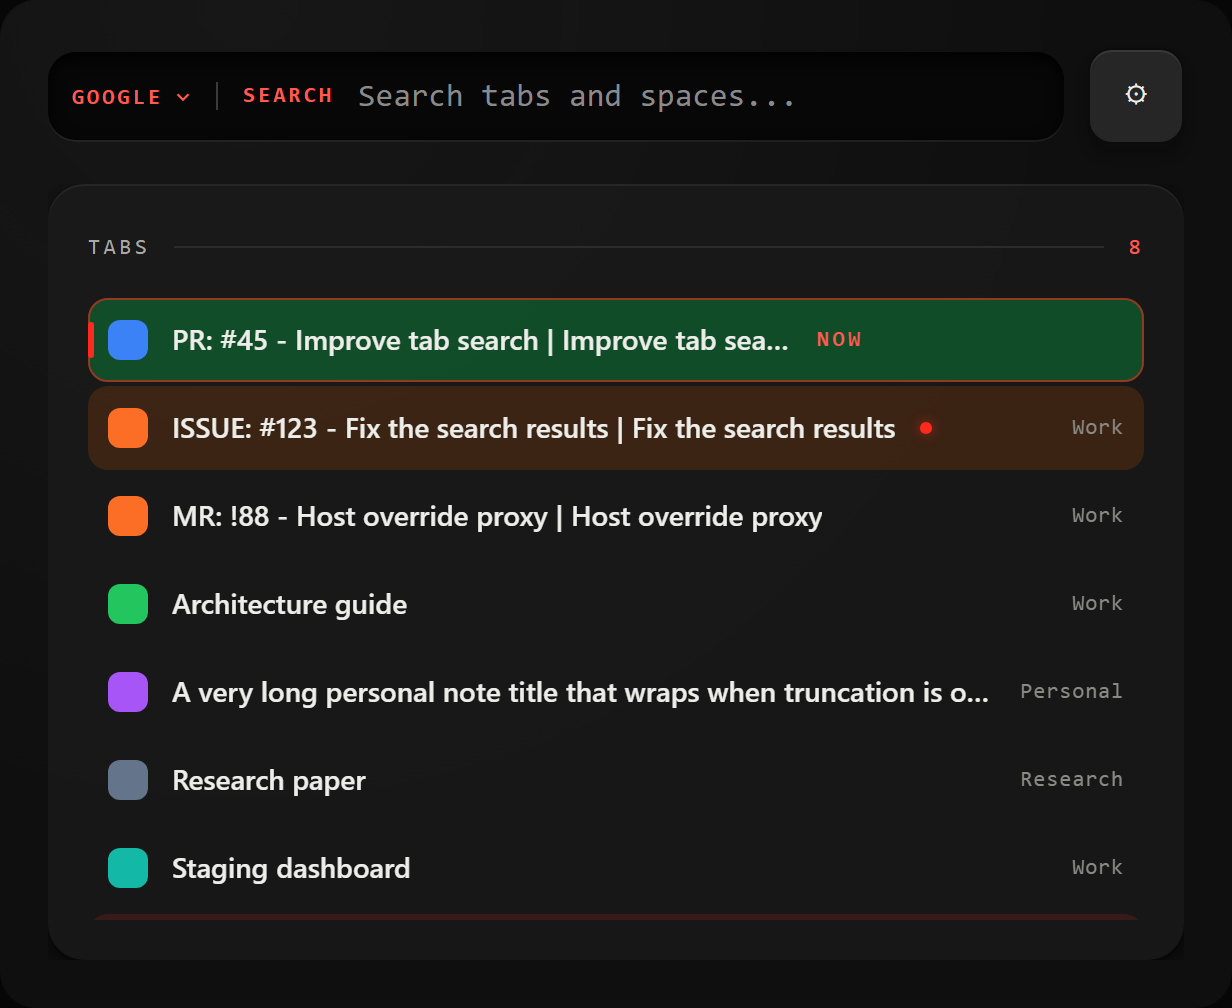 GOOGLE SEARCH Search tabs and spaces...
TABS 8
PR: #45 - Improve tab search | Improve tab sea... NOW
ISSUE: #123 - Fix the search results | Fix the search results Work
MR: !88 - Host override proxy | Host override proxy Work
Architecture guide Work
A very long personal note title that wraps when truncation is o... Personal
Research paper Research
Staging dashboard Work